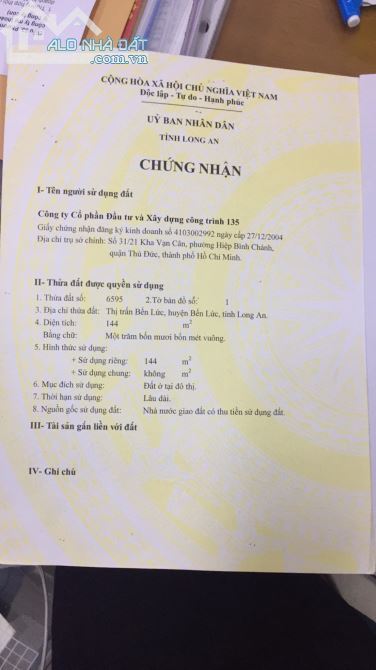 ALO NHÀ ĐẤT
.com.vn
CỘNG HÒA XÃ HỘI CHỦ NGHĨA VIỆT NAM
Độc lập - Tự do - Hạnh phúc
UỶ BAN NHÂN DÂN
TỈNH LONG AN
CHỨNG NHẬN
I- Tên người sử dụng đất
Công ty Cổ phần Đầu tư và Xây dựng công trình 135
Giấy chứng nhận đăng ký kinh doanh số 4103002992 ngày cấp 27/12/2004
Địa chỉ trụ sở chính: Số 31/21 Kha Vạn Cân, phường Hiệp Bình Chánh,
quận Thủ Đức, thành phố Hồ Chí Minh.
II- Thửa đất được quyền sử dụng
1. Thửa đất số: 6595 2.Tờ bản đồ số: 1
3. Địa chỉ thửa đất: Thị trấn Bến Lức, huyện Bến Lức, tỉnh Long An.
4. Diện tích: 144 m²
Bằng chữ: Một trăm bốn mươi bốn mét vuông.
5. Hình thức sử dụng:
+ Sử dụng riêng: 144 m²
+ Sử dụng chung: không m²
6. Mục đích sử dụng: Đất ở tại đô thị.
7. Thời hạn sử dụng: Lâu dài.
8. Nguồn gốc sử dụng đất: Nhà nước giao đất có thu tiền sử dụng đất.
III- Tài sản gắn liền với đất
IV- Ghi chú